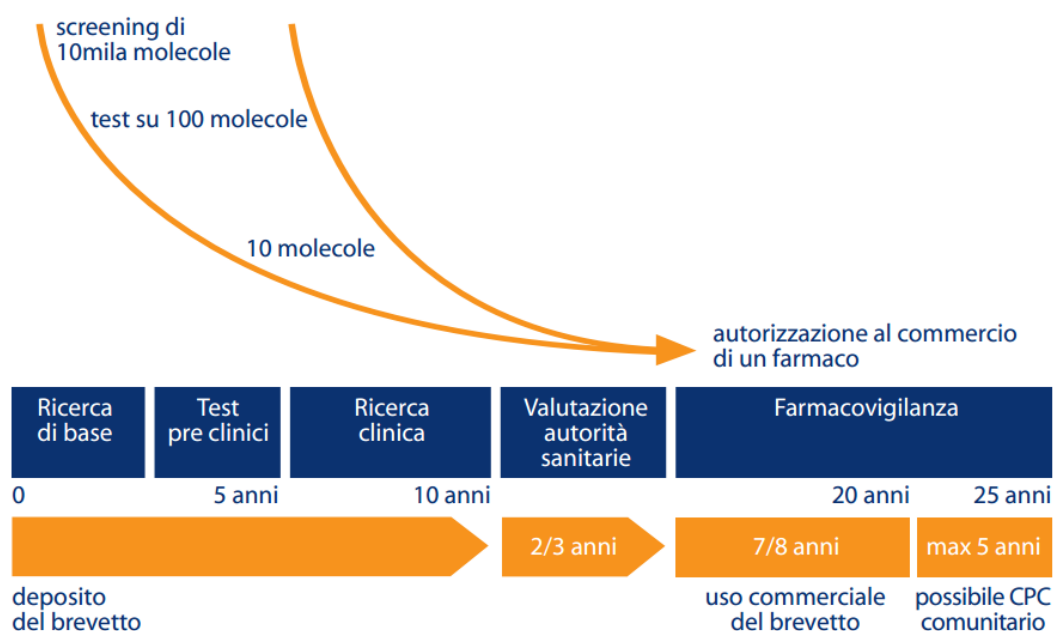 screening di
10mila molecole
test su 100 molecole
10 molecole
autorizzazione al commercio
di un farmaco
Ricerca
di base
Test
pre clinici
Ricerca
clinica
Valutazione
autorità
sanitarie
Farmacovigilanza
0
5 anni
10 anni
20 anni
25 anni
2/3 anni
7/8 anni
max 5 anni
deposito
del brevetto
uso commerciale
del brevetto
possibile CPC
comunitario